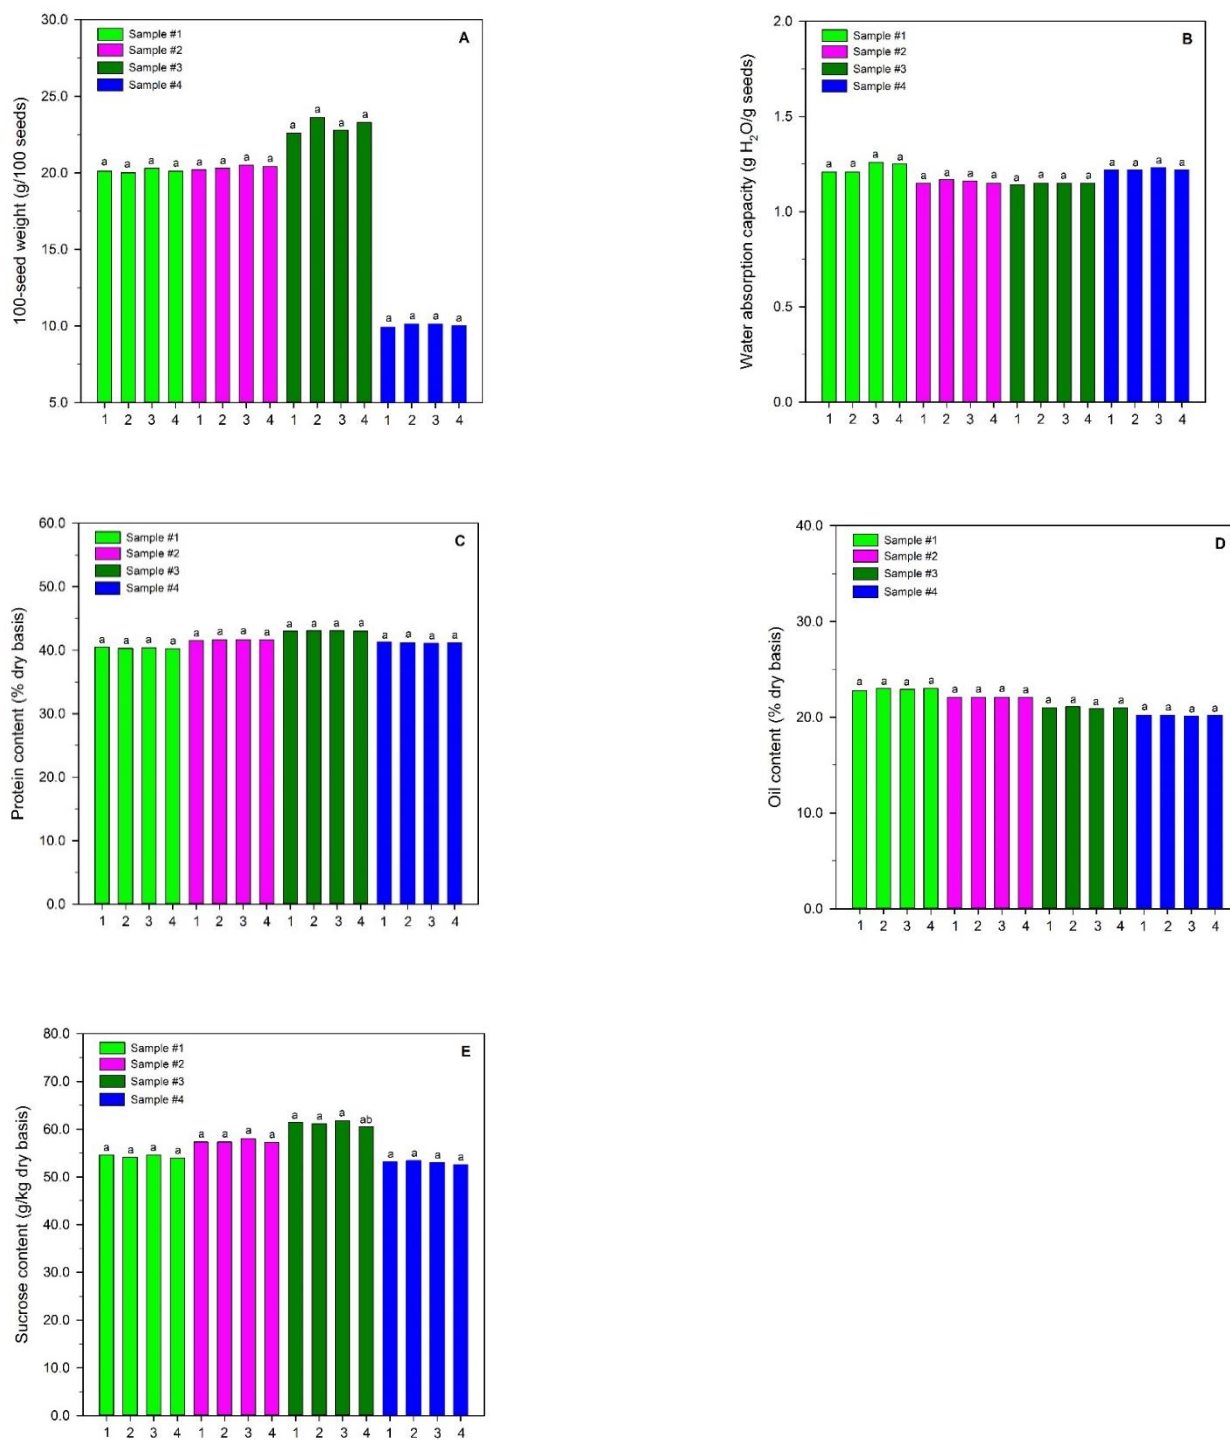 A
Sample #1
Sample #2
Sample #3
Sample #4
100-seed weight (g/100 seeds)
30.0
25.0
20.0
15.0
10.0
5.0
a a a a a a a a a a a a a a a a
1 2 3 4 1 2 3 4 1 2 3 4 1 2 3 4
B
Sample #1
Sample #2
Sample #3
Sample #4
Water absorption capacity (g H₂O/g seeds)
2.0
1.5
1.0
0.5
0.0
a a a a a a a a a a a a a a a a
1 2 3 4 1 2 3 4 1 2 3 4 1 2 3 4
C
Sample #1
Sample #2
Sample #3
Sample #4
Protein content (% dry basis)
60.0
50.0
40.0
30.0
20.0
10.0
0.0
a a a a a a a a a a a a a a a a
1 2 3 4 1 2 3 4 1 2 3 4 1 2 3 4
D
Sample #1
Sample #2
Sample #3
Sample #4
Oil content (% dry basis)
40.0
30.0
20.0
10.0
0.0
a a a a a a a a a a a a a a a a
1 2 3 4 1 2 3 4 1 2 3 4 1 2 3 4
E
Sample #1
Sample #2
Sample #3
Sample #4
Sucrose content (g/kg dry basis)
80.0
70.0
60.0
50.0
40.0
30.0
20.0
10.0
0.0
a a a a a a a a a a a ab a a a a
1 2 3 4 1 2 3 4 1 2 3 4 1 2 3 4